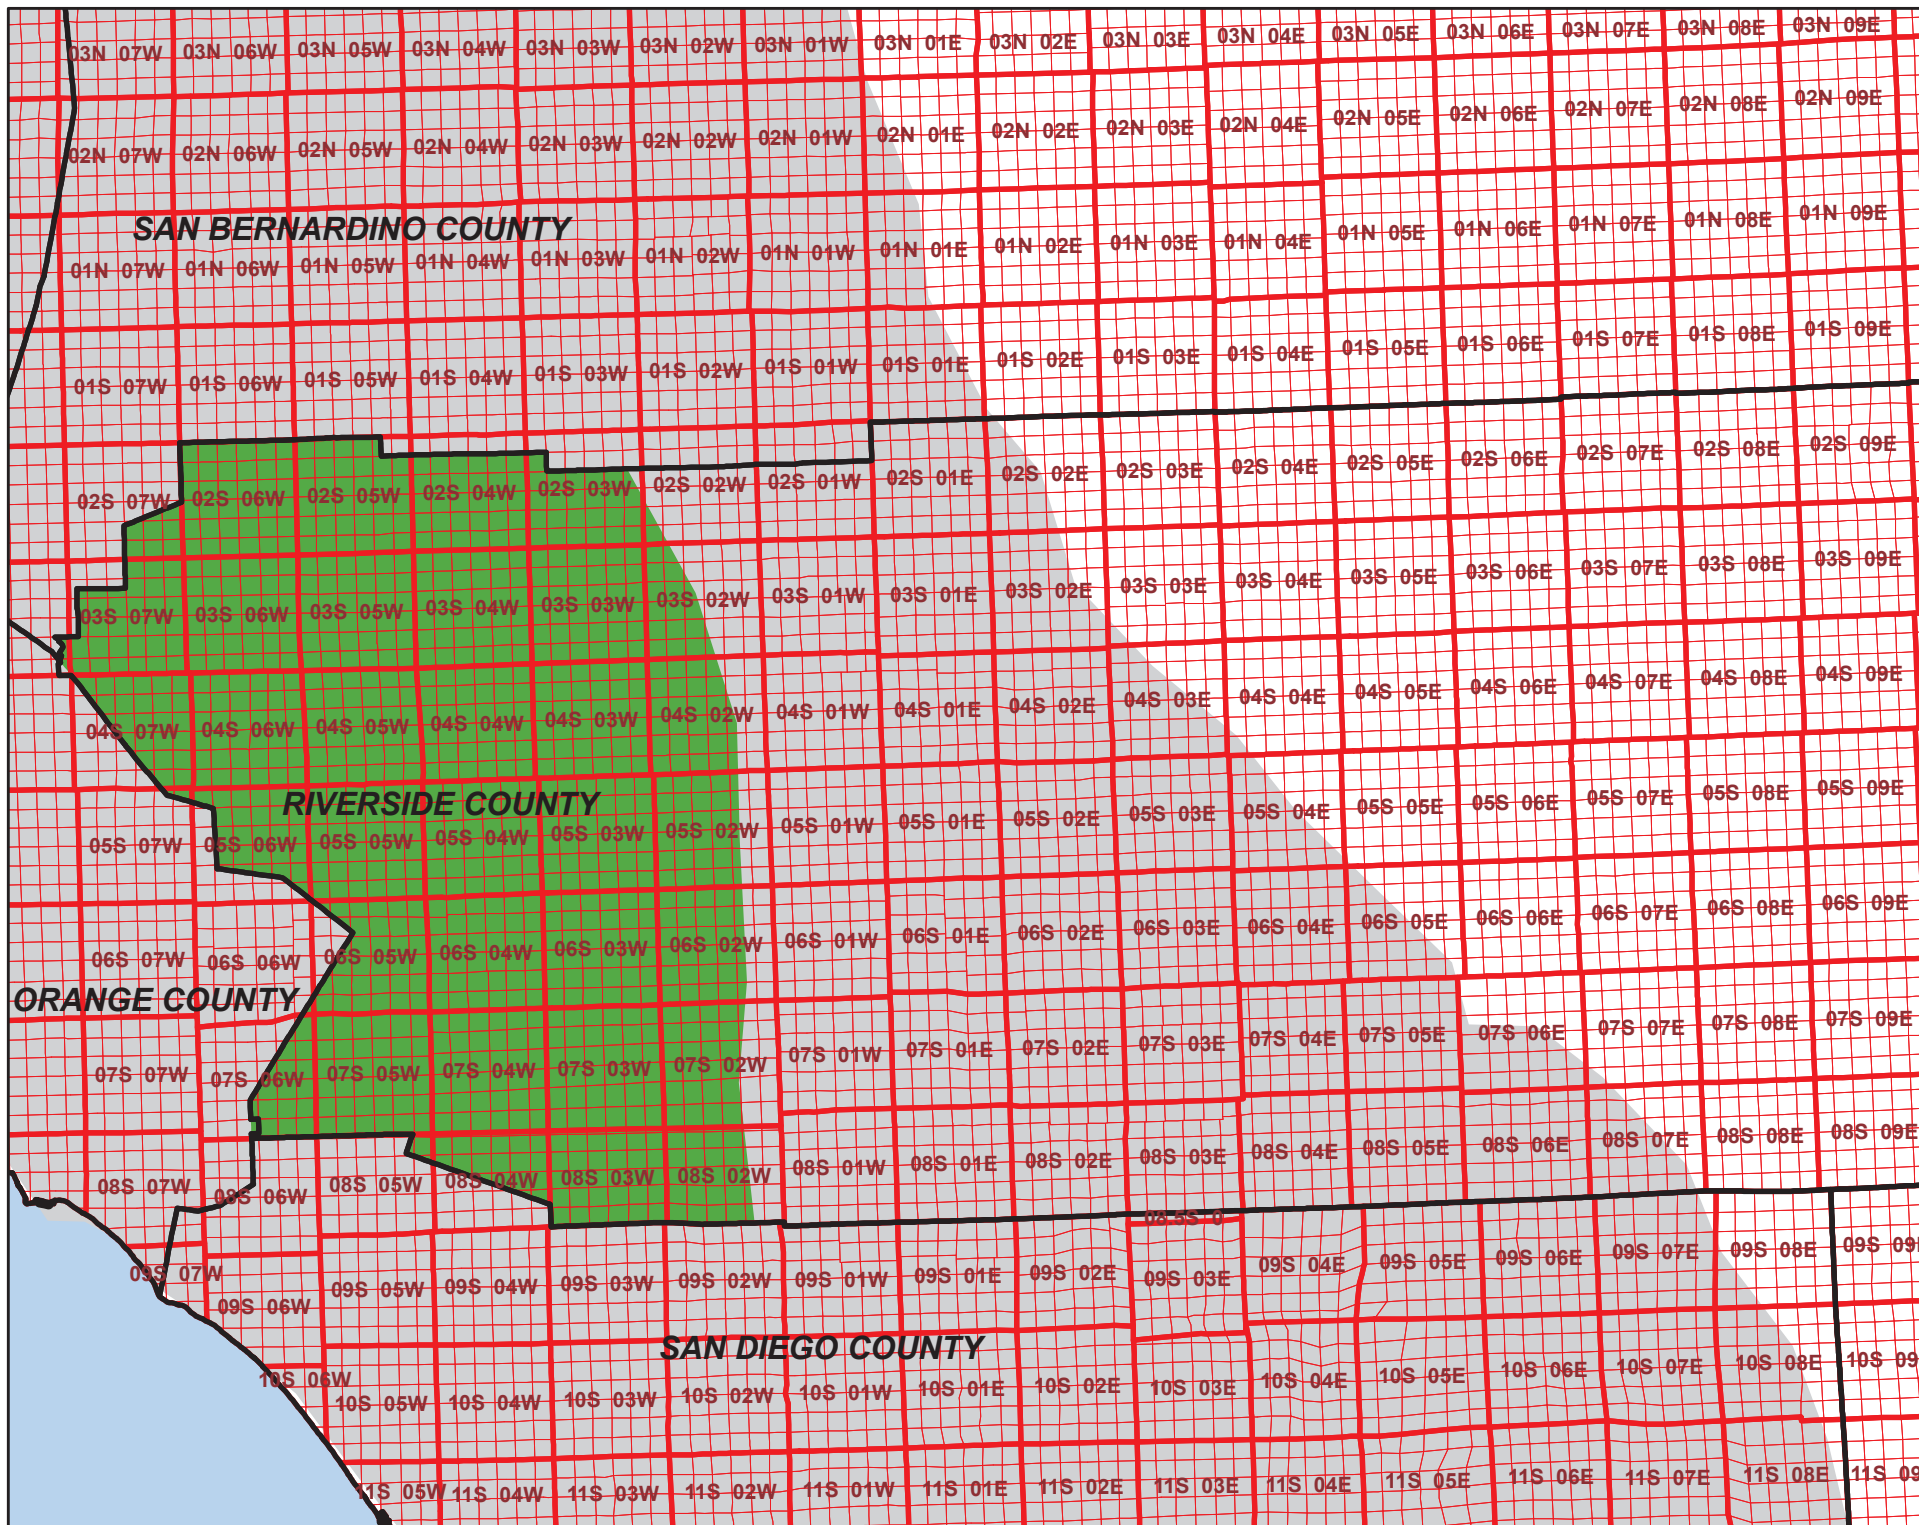 03N 07W 03N 06W 03N 05W 03N 04W 03N 03W 03N 02W 03N 01W 03N 01E 03N 02E 03N 03E 03N 04E 03N 05E 03N 06E 03N 07E 03N 08E 03N 09E
02N 07W 02N 06W 02N 05W 02N 04W 02N 03W 02N 02W 02N 01W 02N 01E 02N 02E 02N 03E 02N 04E 02N 05E 02N 06E 02N 07E 02N 08E 02N 09E
SAN BERNARDINO COUNTY
01N 07W 01N 06W 01N 05W 01N 04W 01N 03W 01N 02W 01N 01W 01N 01E 01N 02E 01N 03E 01N 04E 01N 05E 01N 06E 01N 07E 01N 08E 01N 09E
01S 07W 01S 06W 01S 05W 01S 04W 01S 03W 01S 02W 01S 01W 01S 01E 01S 02E 01S 03E 01S 04E 01S 05E 01S 06E 01S 07E 01S 08E 01S 09E
02S 07W 02S 06W 02S 05W 02S 04W 02S 03W 02S 02W 02S 01W 02S 01E 02S 02E 02S 03E 02S 04E 02S 05E 02S 06E 02S 07E 02S 08E 02S 09E
03S 07W 03S 06W 03S 05W 03S 04W 03S 03W 03S 02W 03S 01W 03S 01E 03S 02E 03S 03E 03S 04E 03S 05E 03S 06E 03S 07E 03S 08E 03S 09E
04S 07W 04S 06W 04S 05W 04S 04W 04S 03W 04S 02W 04S 01W 04S 01E 04S 02E 04S 03E 04S 04E 04S 05E 04S 06E 04S 07E 04S 08E 04S 09E
RIVERSIDE COUNTY
05S 07W 05S 06W 05S 05W 05S 04W 05S 03W 05S 02W 05S 01W 05S 01E 05S 02E 05S 03E 05S 04E 05S 05E 05S 06E 05S 07E 05S 08E 05S 09E
06S 07W 06S 06W 06S 05W 06S 04W 06S 03W 06S 02W 06S 01W 06S 01E 06S 02E 06S 03E 06S 04E 06S 05E 06S 06E 06S 07E 06S 08E 06S 09E
ORANGE COUNTY
07S 07W 07S 06W 07S 05W 07S 04W 07S 03W 07S 02W 07S 01W 07S 01E 07S 02E 07S 03E 07S 04E 07S 05E 07S 06E 07S 07E 07S 08E 07S 09E
08S 07W 08S 06W 08S 05W 08S 04W 08S 03W 08S 02W 08S 01W 08S 01E 08S 02E 08S 03E 08S 04E 08S 05E 08S 06E 08S 07E 08S 08E 08S 09E
08.5S 0
09S 07W 09S 06W 09S 05W 09S 04W 09S 03W 09S 02W 09S 01W 09S 01E 09S 02E 09S 03E 09S 04E 09S 05E 09S 06E 09S 07E 09S 08E 09S 09E
SAN DIEGO COUNTY
10S 06W 10S 05W 10S 04W 10S 03W 10S 02W 10S 01W 10S 01E 10S 02E 10S 03E 10S 04E 10S 05E 10S 06E 10S 07E 10S 08E 10S 09
11S 05W 11S 04W 11S 03W 11S 02W 11S 01W 11S 01E 11S 02E 11S 03E 11S 04E 11S 05E 11S 06E 11S 07E 11S 08E 11S 09